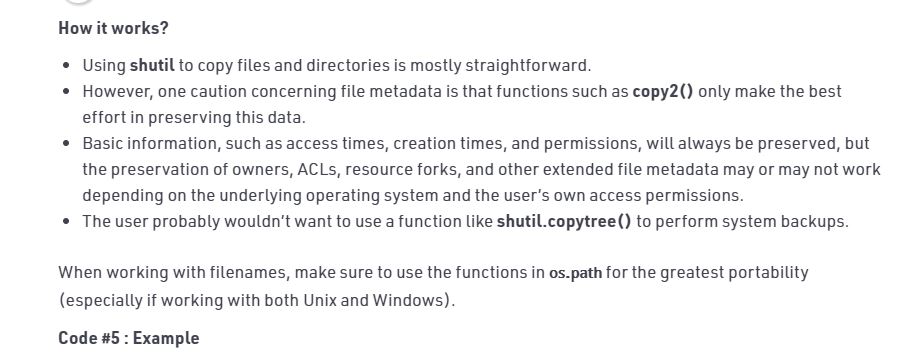 How it works?
• Using shutil to copy files and directories is mostly straightforward.
• However, one caution concerning file metadata is that functions such as copy2() only make the best
effort in preserving this data.
• Basic information, such as access times, creation times, and permissions, will always be preserved, but
the preservation of owners, ACLs, resource forks, and other extended file metadata may or may not work
depending on the underlying operating system and the user's own access permissions.
• The user probably wouldn't want to use a function like shutil.copytree() to perform system backups.
When working with filenames, make sure to use the functions in os.path for the greatest portability
(especially if working with both Unix and Windows).
Code #5 : Example